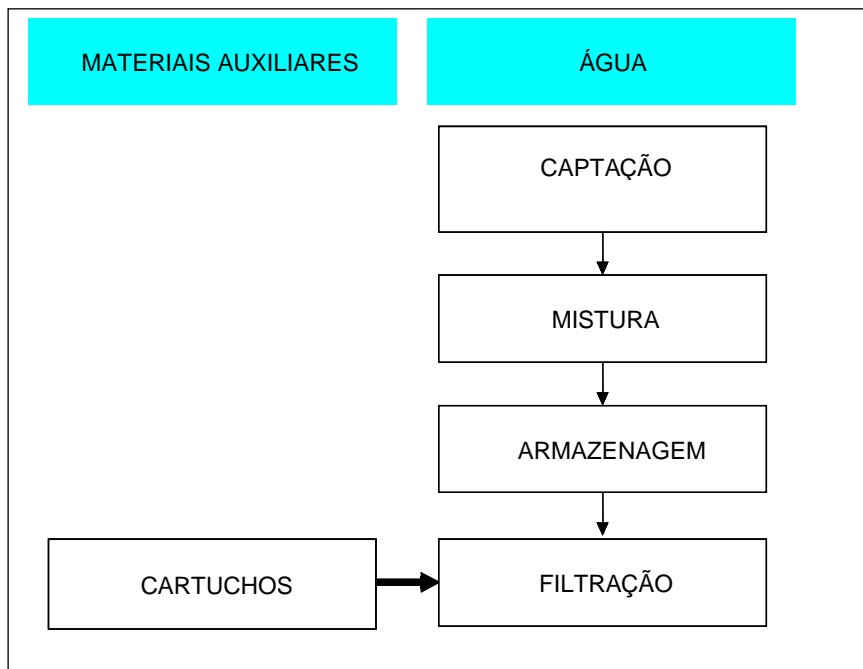 MATERIAIS AUXILIARES
ÁGUA
CAPTAÇÃO
MISTURA
ARMAZENAGEM
CARTUCHOS
FILTRAÇÃO